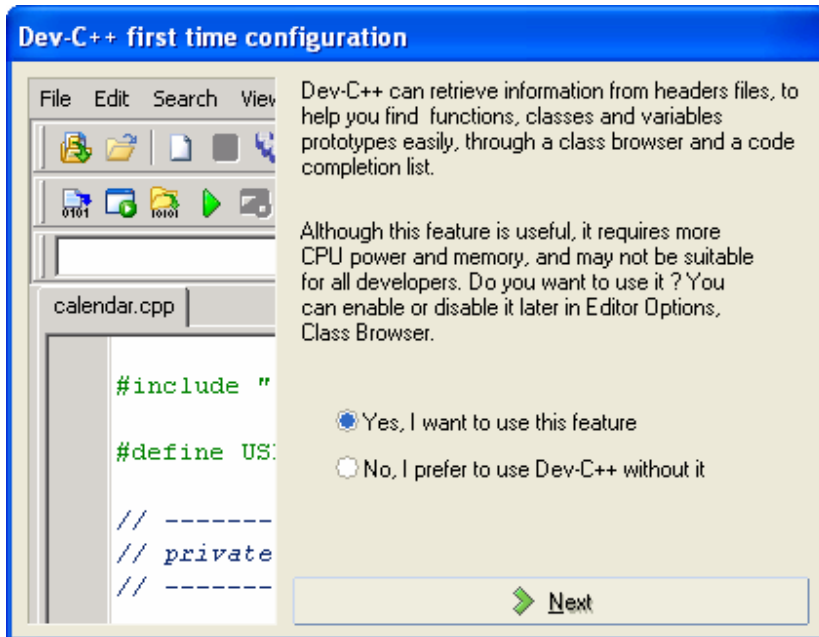 Dev-C++ first time configuration
File Edit Search View
0101 10101
calendar.cpp
#include "
#define US
// -------
// private
// -------
Dev-C++ can retrieve information from headers files, to
help you find functions, classes and variables
prototypes easily, through a class browser and a code
completion list.
Although this feature is useful, it requires more
CPU power and memory, and may not be suitable
for all developers. Do you want to use it ? You
can enable or disable it later in Editor Options,
Class Browser.
Yes, I want to use this feature
No, I prefer to use Dev-C++ without it
Next